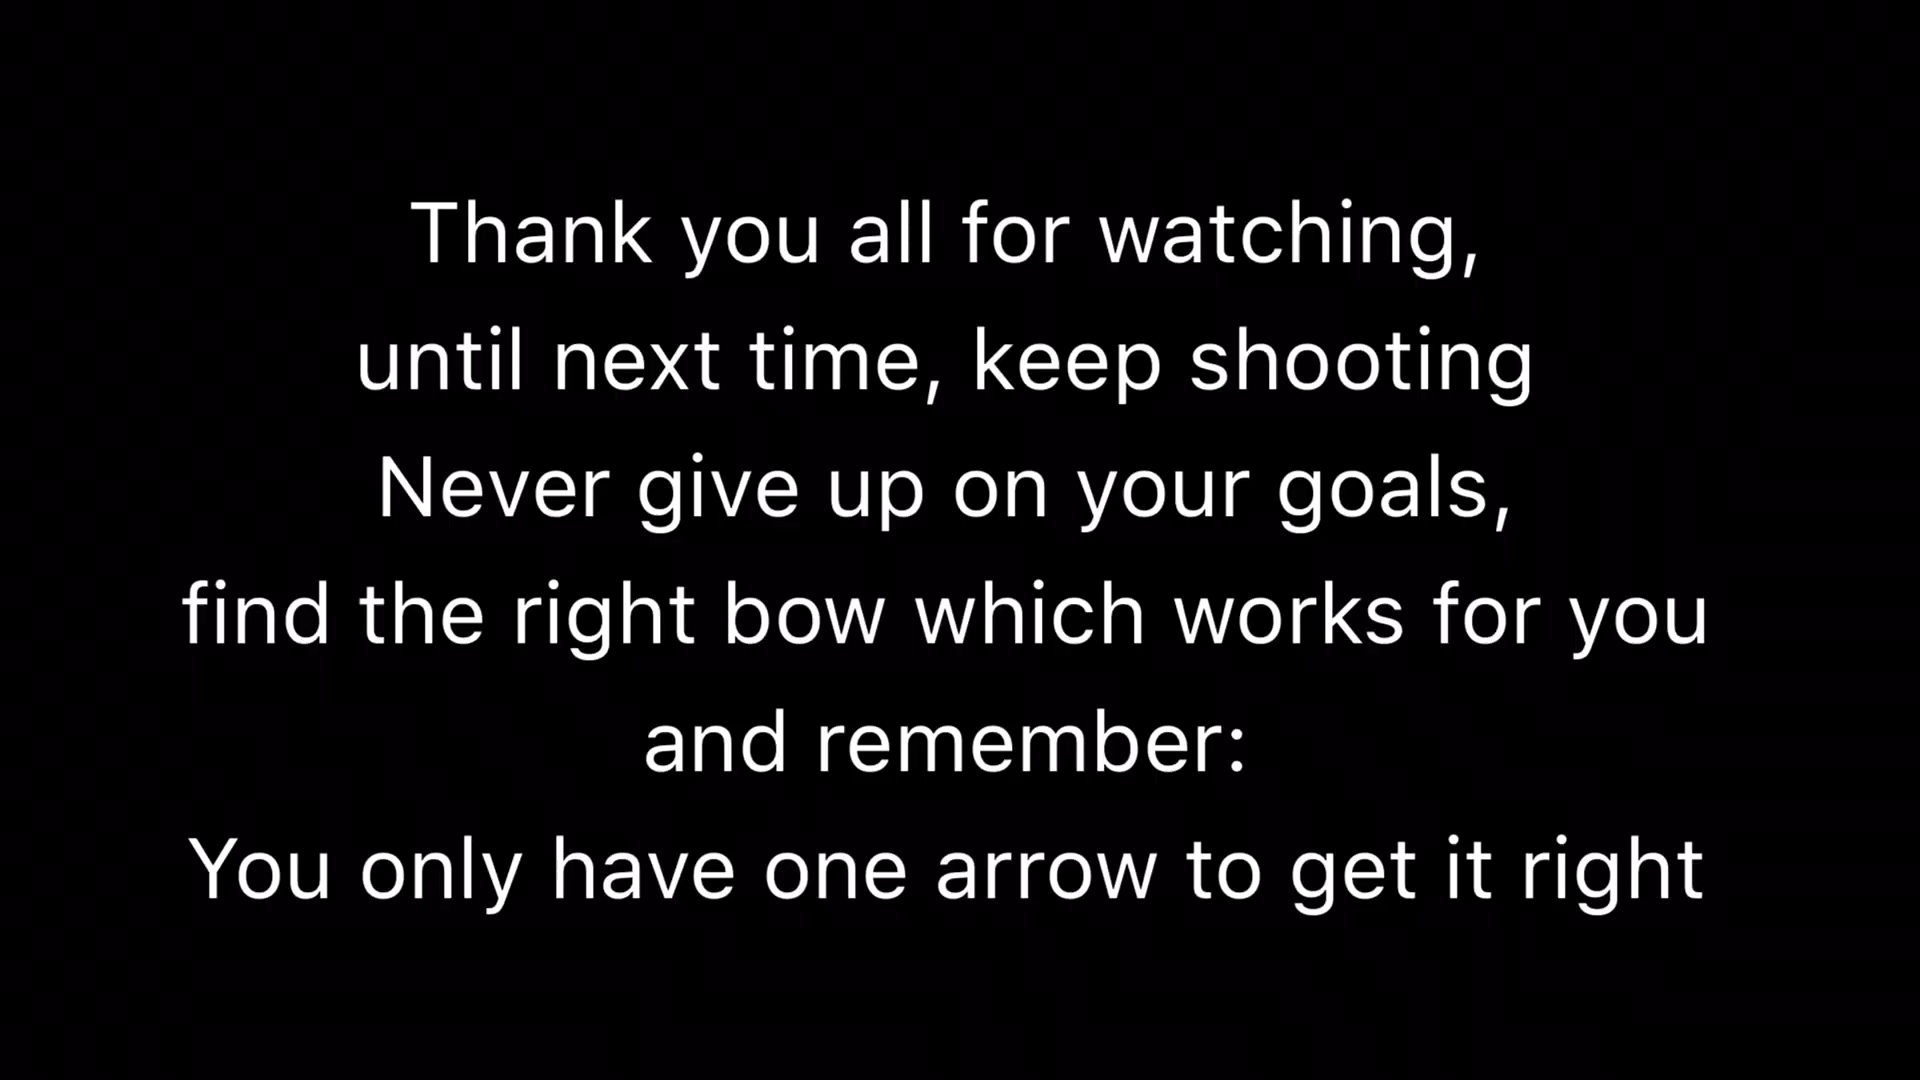 Thank you all for watching,
until next time, keep shooting
Never give up on your goals,
find the right bow which works for you
and remember:
You only have one arrow to get it right